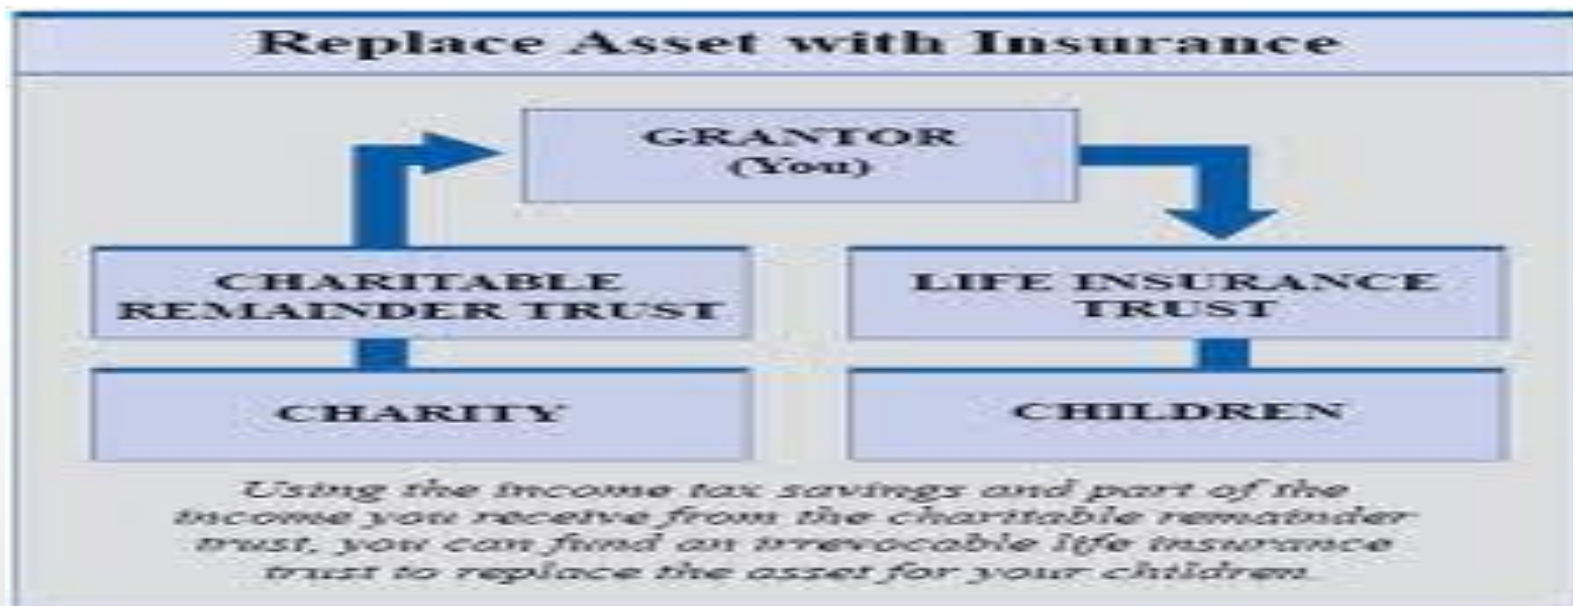 Replace Asset with Insurance
GRANTOR
(You)
CHARITABLE
REMAINDER TRUST
LIFE INSURANCE
TRUST
CHARITY
CHILDREN
Using the income tax savings and part of the
income you receive from the charitable remainder
trust, you can fund an irrevocable life insurance
trust to replace the asset for your children.